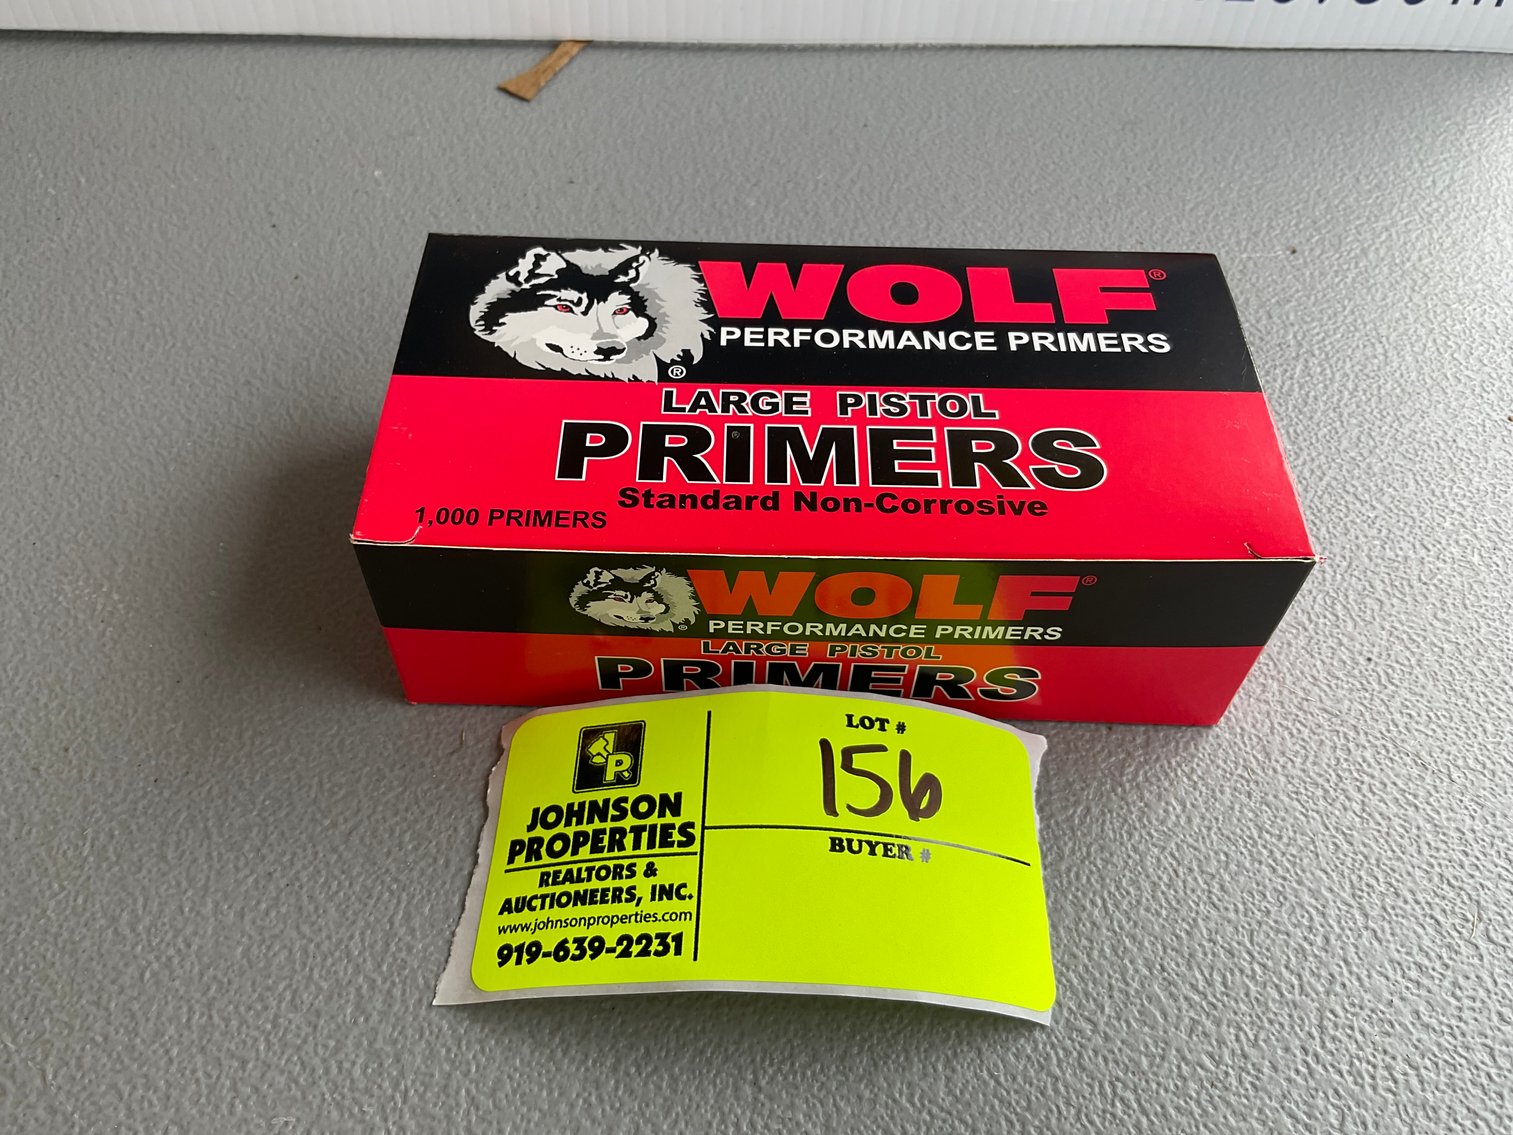 WOLF®
PERFORMANCE PRIMERS
®
LARGE PISTOL
PRIMERS
Standard Non-Corrosive
1,000 PRIMERS
WOLF®
PERFORMANCE PRIMERS
®
LARGE PISTOL
PRIMERS
JP
JOHNSON
PROPERTIES
REALTORS &
AUCTIONEERS, INC.
www.johnsonproperties.com
919-639-2231
LOT #
156
BUYER #